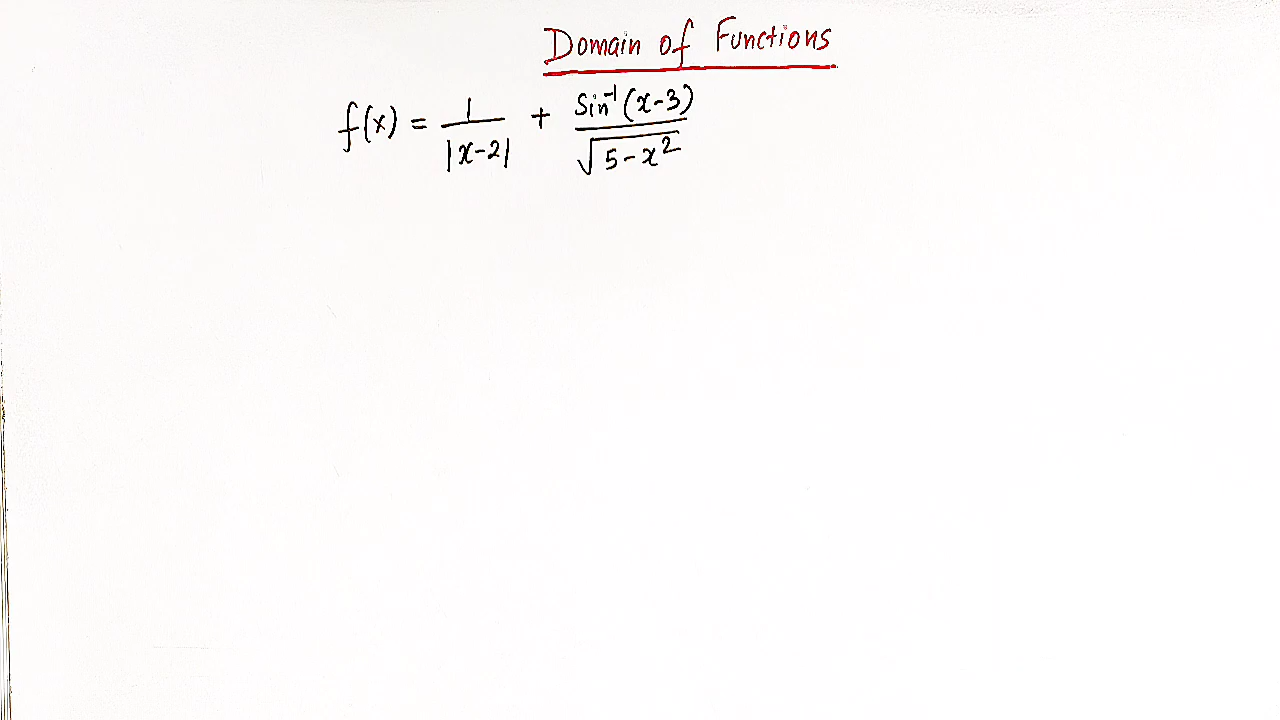 Domain of Functions
f(x) = 1/|x-2| + Sin⁻¹(x-3)/√(5-x²)